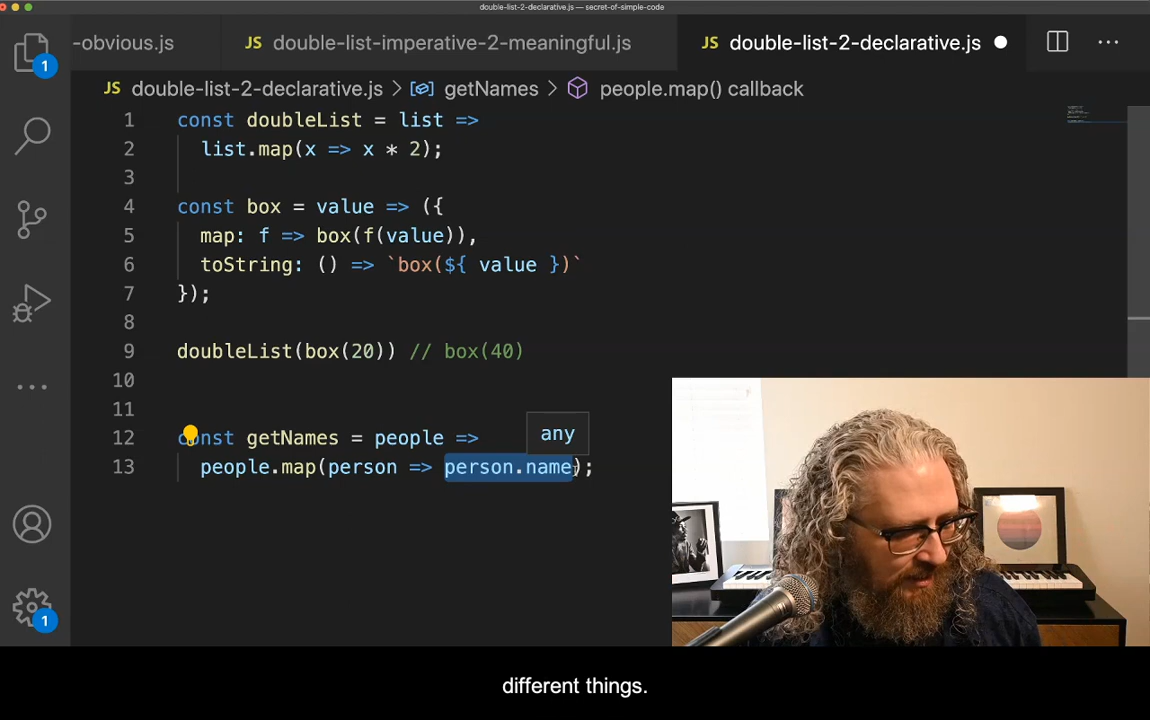 double-list-2-declarative.js — secret-of-simple-code
-obvious.js
JS double-list-imperative-2-meaningful.js
JS double-list-2-declarative.js
1
JS double-list-2-declarative.js > getNames > people.map() callback
1 const doubleList = list =>
2 list.map(x => x * 2);
3
4 const box = value => ({
5 map: f => box(f(value)),
6 toString: () => `box(${ value })`
7 });
8
9 doubleList(box(20)) // box(40)
10
11
any
12 const getNames = people =>
13 people.map(person => person.name);
1
different things.